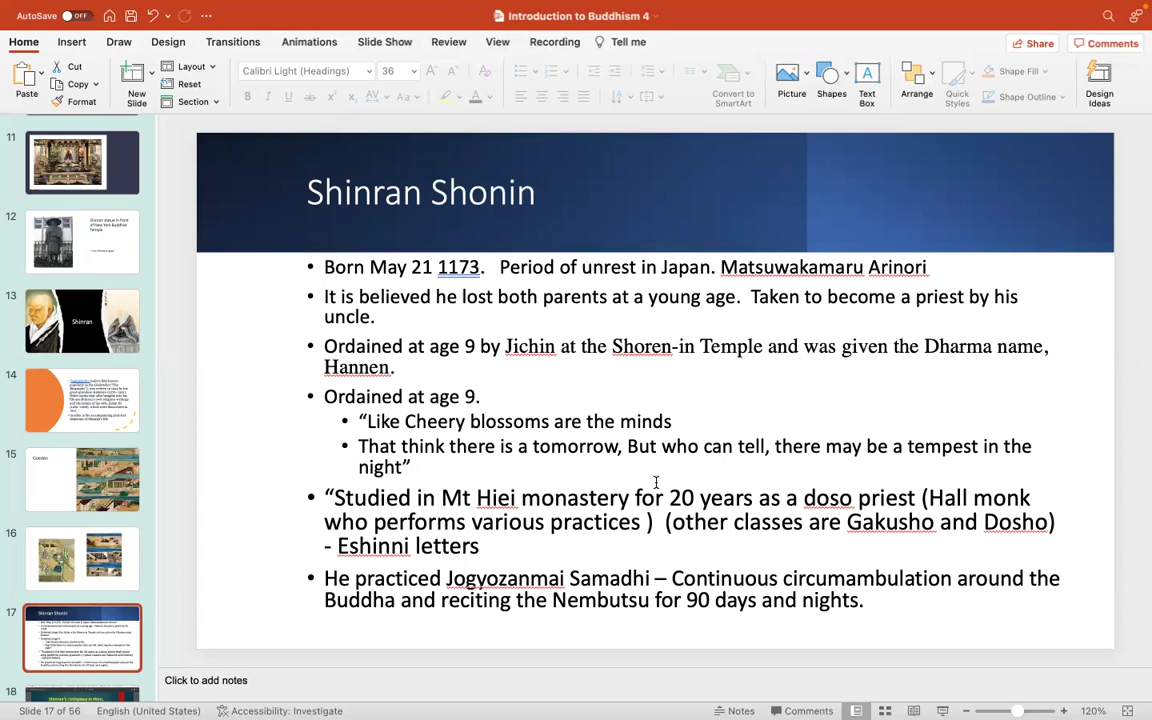 AutoSave OFF
Introduction to Buddhism 4
Home Insert Draw Design Transitions Animations Slide Show Review View Recording Tell me
Share Comments
Paste
Cut
Copy
Format
New Slide
Layout
Reset
Section
Calibri Light (Headings) 36
Convert to SmartArt
Picture
Shapes
Text Box
Arrange
Quick Styles
Shape Fill
Shape Outline
Design Ideas
11
12
Shinran statue in front
of New York Buddhist
Temple
13
Shinran
14
15
16
17
18
Shinran Shonin
• Born May 21 1173. Period of unrest in Japan. Matsuwakamaru Arinori
• It is believed he lost both parents at a young age. Taken to become a priest by his
uncle.
• Ordained at age 9 by Jichin at the Shoren-in Temple and was given the Dharma name,
Hannen.
• Ordained at age 9.
• “Like Cheery blossoms are the minds
• That think there is a tomorrow, But who can tell, there may be a tempest in the
night”
• “Studied in Mt Hiei monastery for 20 years as a doso priest (Hall monk
who performs various practices ) (other classes are Gakusho and Dosho)
- Eshinni letters
• He practiced Jogyozanmai Samadhi – Continuous circumambulation around the
Buddha and reciting the Nembutsu for 90 days and nights.
Click to add notes
Slide 17 of 56 English (United States) Accessibility: Investigate Notes Comments 120%